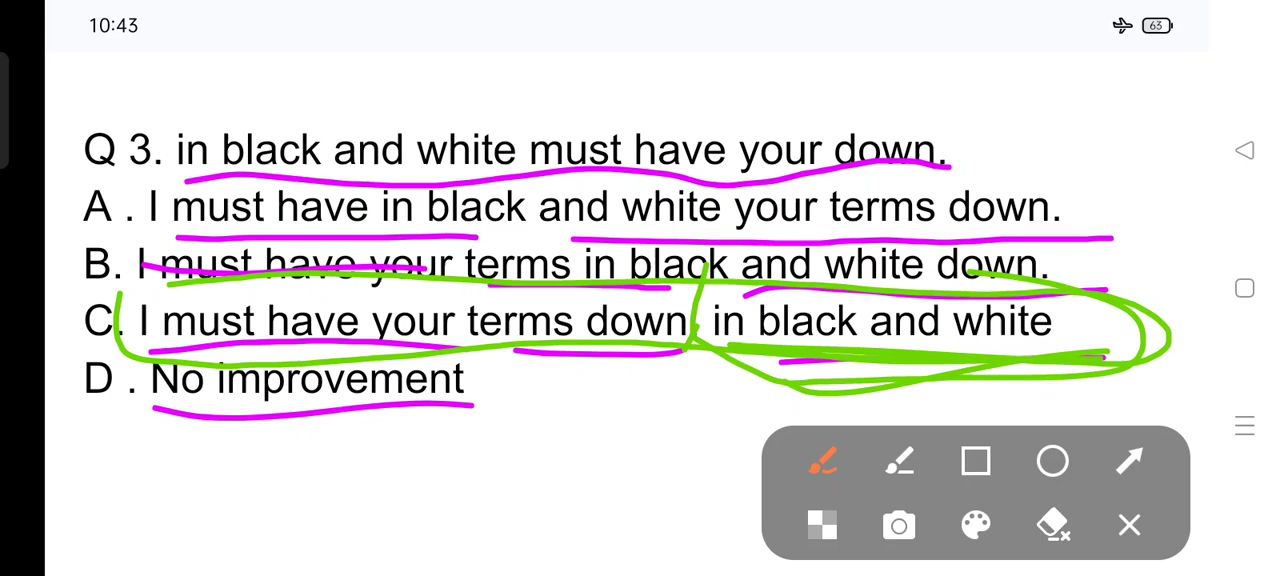 10:43
63
Q 3. in black and white must have your down.
A . I must have in black and white your terms down.
B. I must have your terms in black and white down.
C. I must have your terms down, in black and white
D . No improvement